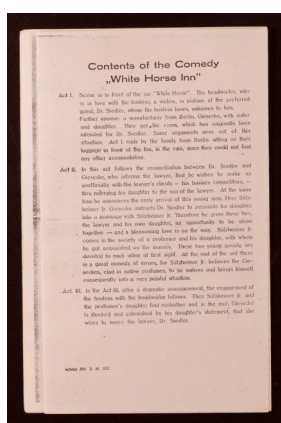 Contents of the Comedy
„White Horse Inn"
Act I. Scene is in front of the inn "White Horse". The headwaiter, who
is in love with the hostess, a widow, is jealous of the preferred
guest, Dr. Siedler, whom the hostess loves, unknown to him.
Further appear: a manufacturer from Berlin, Giesecke, with sister
and daughter. They get the room, which has originally been
intended for Dr. Siedler. Some arguments arise out of this
situation. Act I ends by the family from Berlin sitting on their
luggage in front of the Inn, in the rain, since they could not find
any other accomodation.
Act II. In this act follows the reconciliation between Dr. Siedler and
Giesecke, who informs the lawyer, that he wishes to make up
unofficially with the lawyer's clients — his business competitors, —
thru marrying his daughter to the son of the lawyer. At the same
time he announces the early arrival of this young man, Herr Sülz-
heimer jr. Giesecke instructs Dr. Siedler to persuade his daughter
into a marriage with Sülzheimer jr. Therefore he gives these two,
the lawyer and his own daughter, an opportunity to be alone
together — and a blossoming love is on the way. Sülzheimer jr.
comes in the society of a professor and his daughter, with whom
he got acquainted on the search. These two young people are
devoted to each other at first sight. At the end of the act there
is a great comedy of errors, for Sülzheimer jr. believes the Gie-
seckes, clad in native costumes, to be natives and brings himself
consequently into a very painful situation.
Act III. In the Act III, after a dramatic announcement, the engagement of
the hostess with the headwaiter follows. Then Sülzheimer jr. and
the professor's daughter find eachother and in the end, Giesecke
is shocked and astonished by his daughter's statement, that she
wants to marry the lawyer, Dr. Siedler.